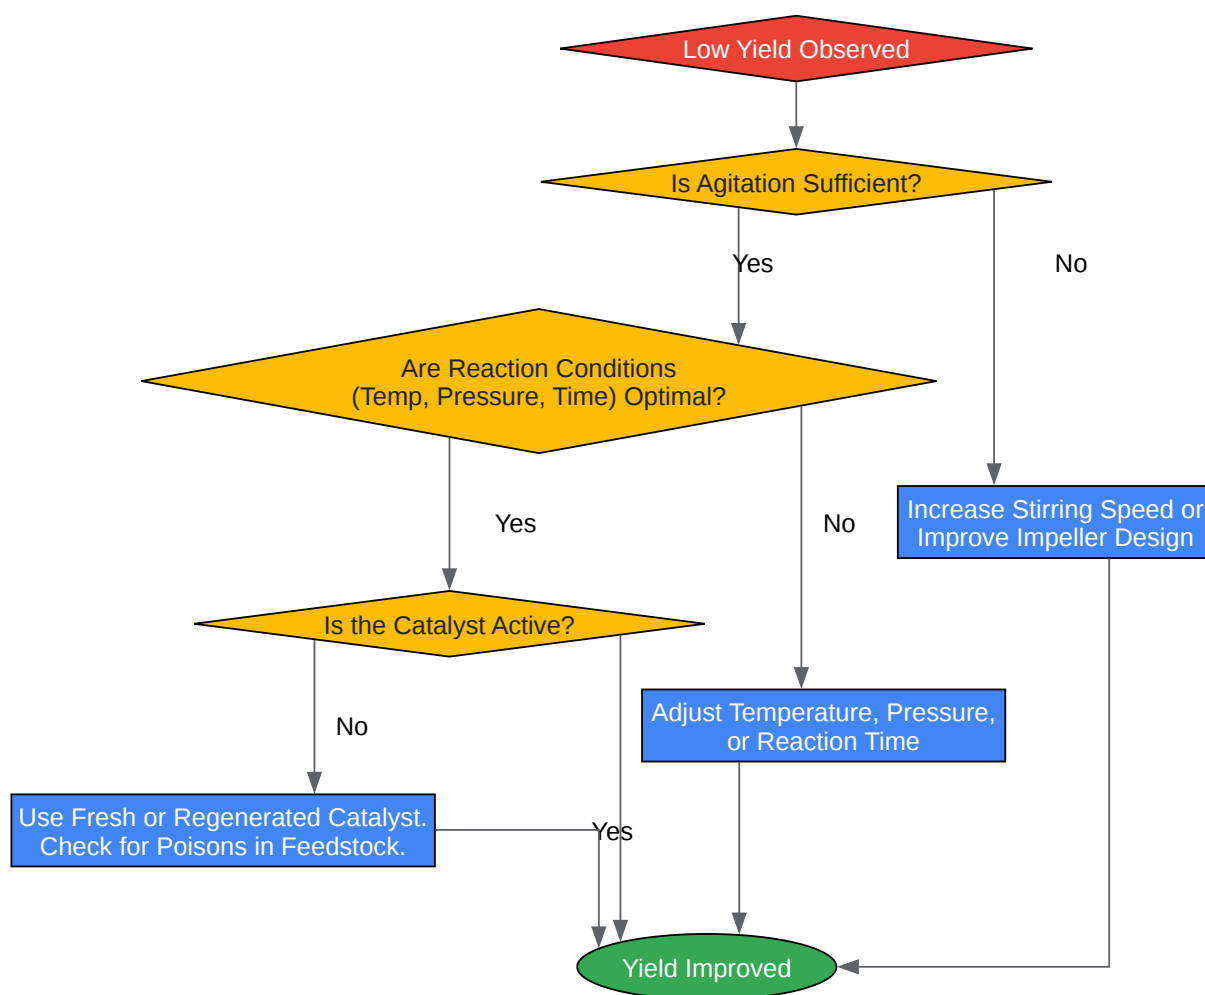 Low Yield Observed
Is Agitation Sufficient?
Yes
No
Are Reaction Conditions
(Temp, Pressure, Time) Optimal?
Increase Stirring Speed or
Improve Impeller Design
Yes
No
Is the Catalyst Active?
Adjust Temperature, Pressure,
or Reaction Time
No
Use Fresh or Regenerated Catalyst.
Check for Poisons in Feedstock.
Yes
Yield Improved